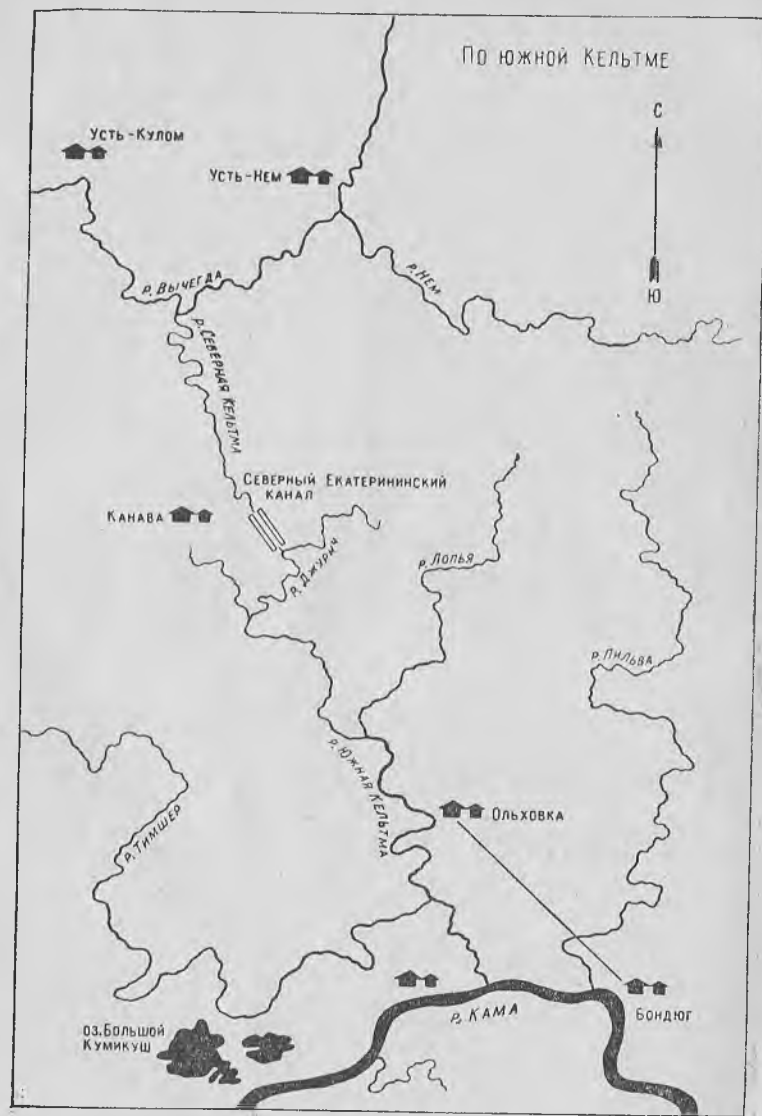 По южной Кельтме
С
Ю
Усть-Кулом
Усть-Нем
р. Вычегда
р. Нем
р. Северная Кельтма
Северный Екатерининский
канал
Канава
р. Джурич
р. Лопья
р. Пильва
р. Южная Кельтма
р. Тимшер
Ольховка
Бондюг
р. Кама
оз. Большой
Кумикуш